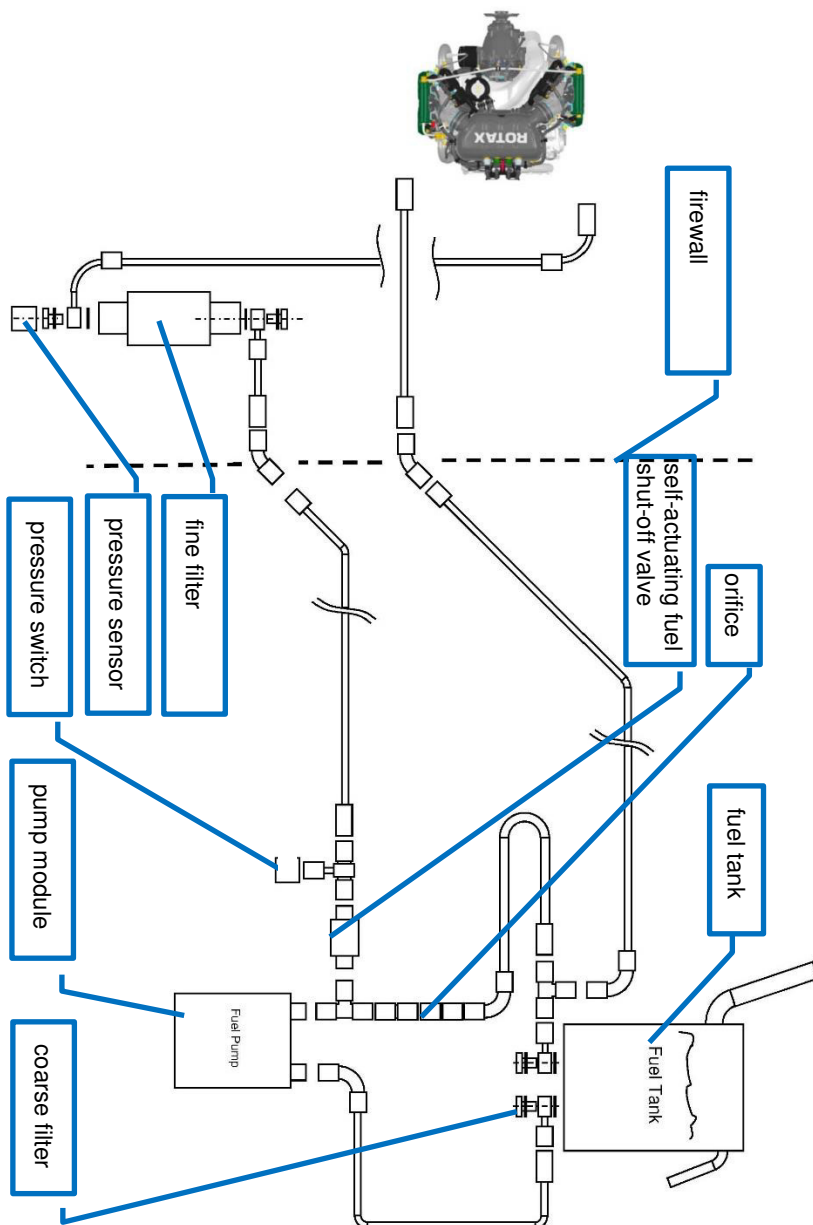 ROTAX
firewall
self-actuating fuel
shut-off valve
orifice
fine filter
pressure sensor
pressure switch
fuel tank
pump module
Fuel Pump
Fuel Tank
coarse filter